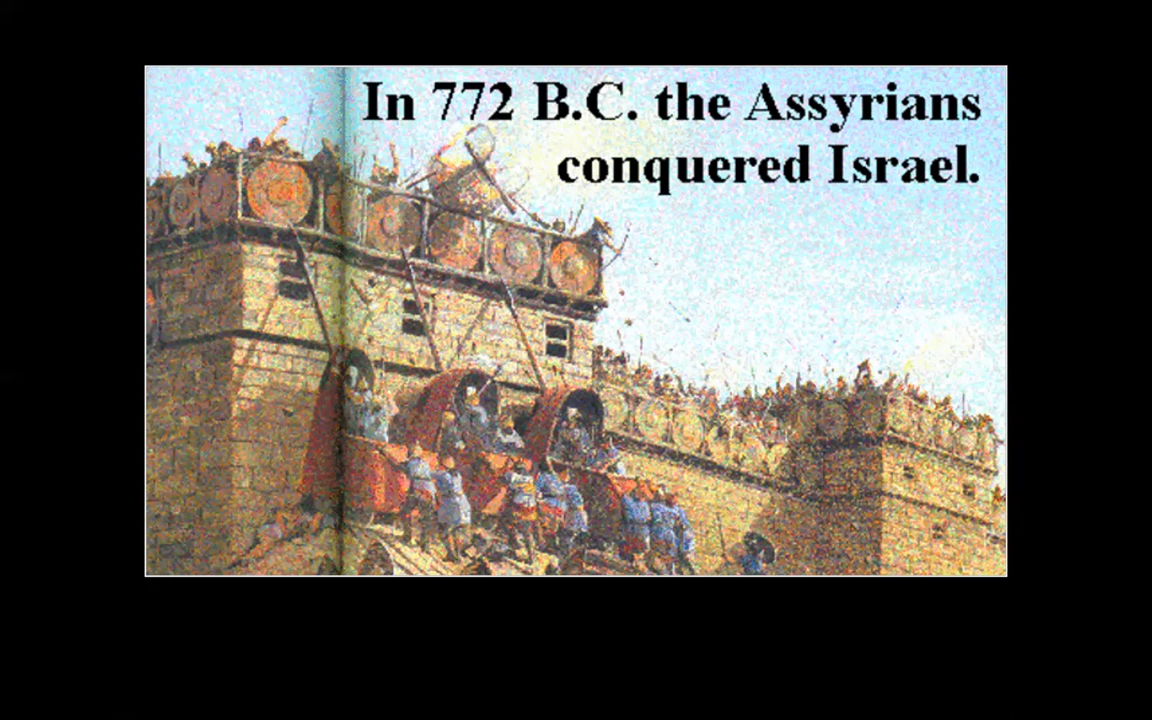 In 772 B.C. the Assyrians
conquered Israel.